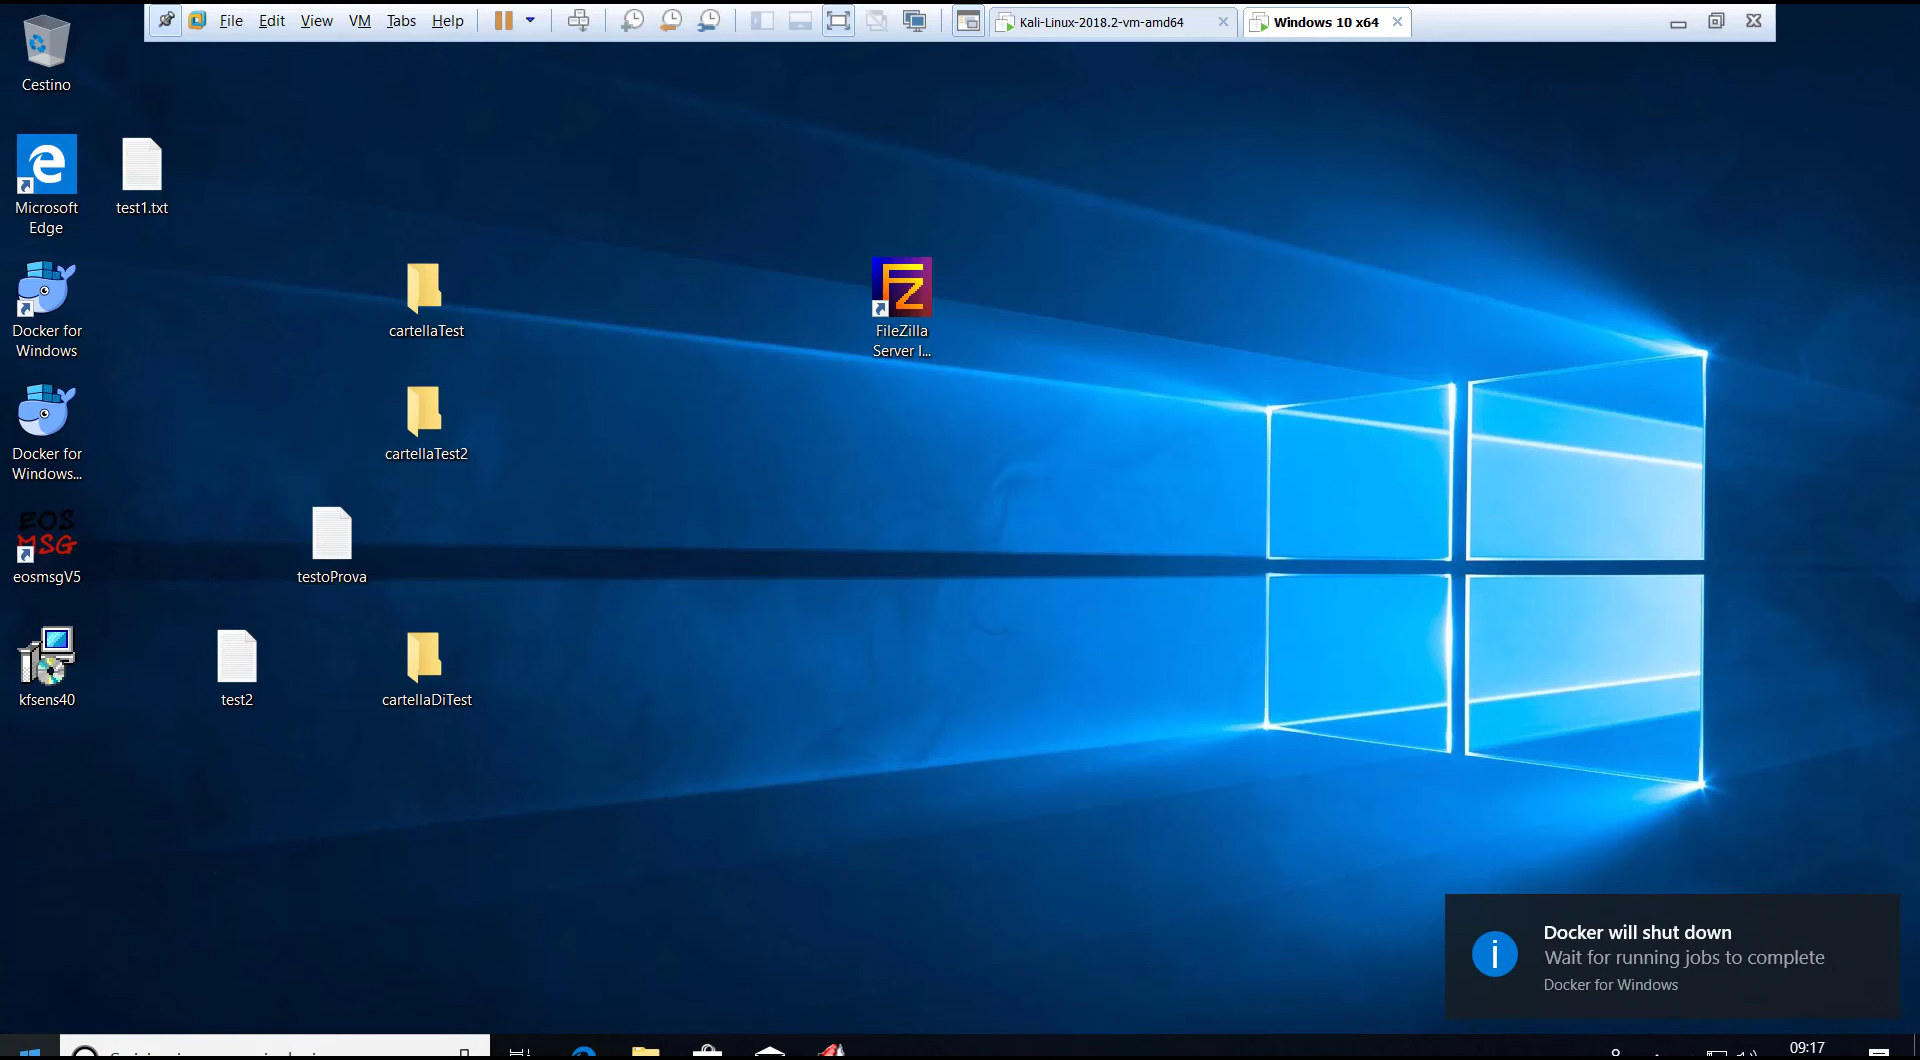 File Edit View VM Tabs Help Kali-Linux-2018.2-vm-amd64 Windows 10 x64
Cestino
Microsoft
Edge
test1.txt
Docker for
Windows
cartellaTest
FileZilla
Server I...
Docker for
Windows...
cartellaTest2
EOS
MSG
eosmsgV5
testoProva
kfsens40
test2
cartellaDiTest
Docker will shut down
Wait for running jobs to complete
Docker for Windows
09:17